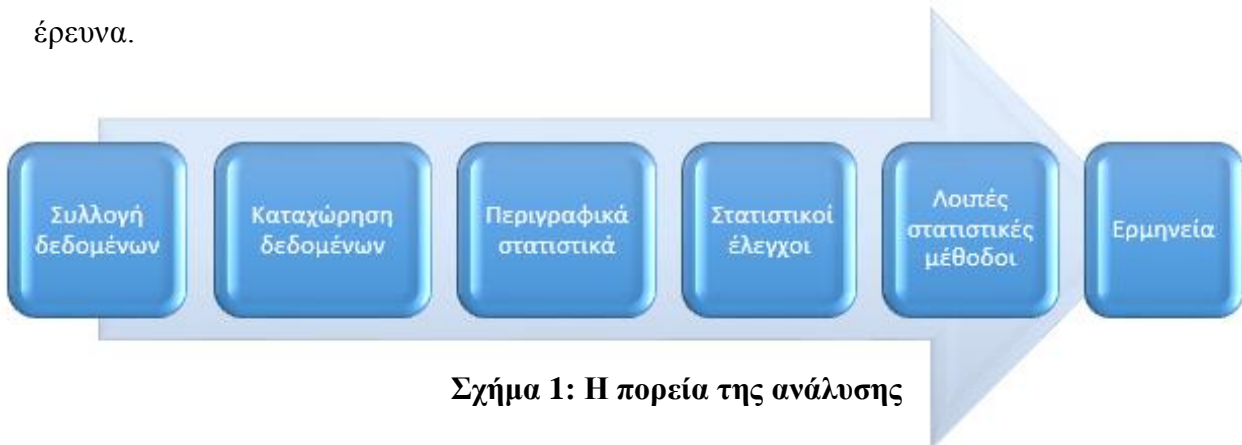 έρευνα.
Συλλογή
δεδομένων
Καταχώρηση
δεδομένων
Περιγραφικά
στατιστικά
Στατιστικοί
έλεγχοι
Λοιπές
στατιστικές
μέθοδοι
Ερμηνεία
Σχήμα 1: Η πορεία της ανάλυσης